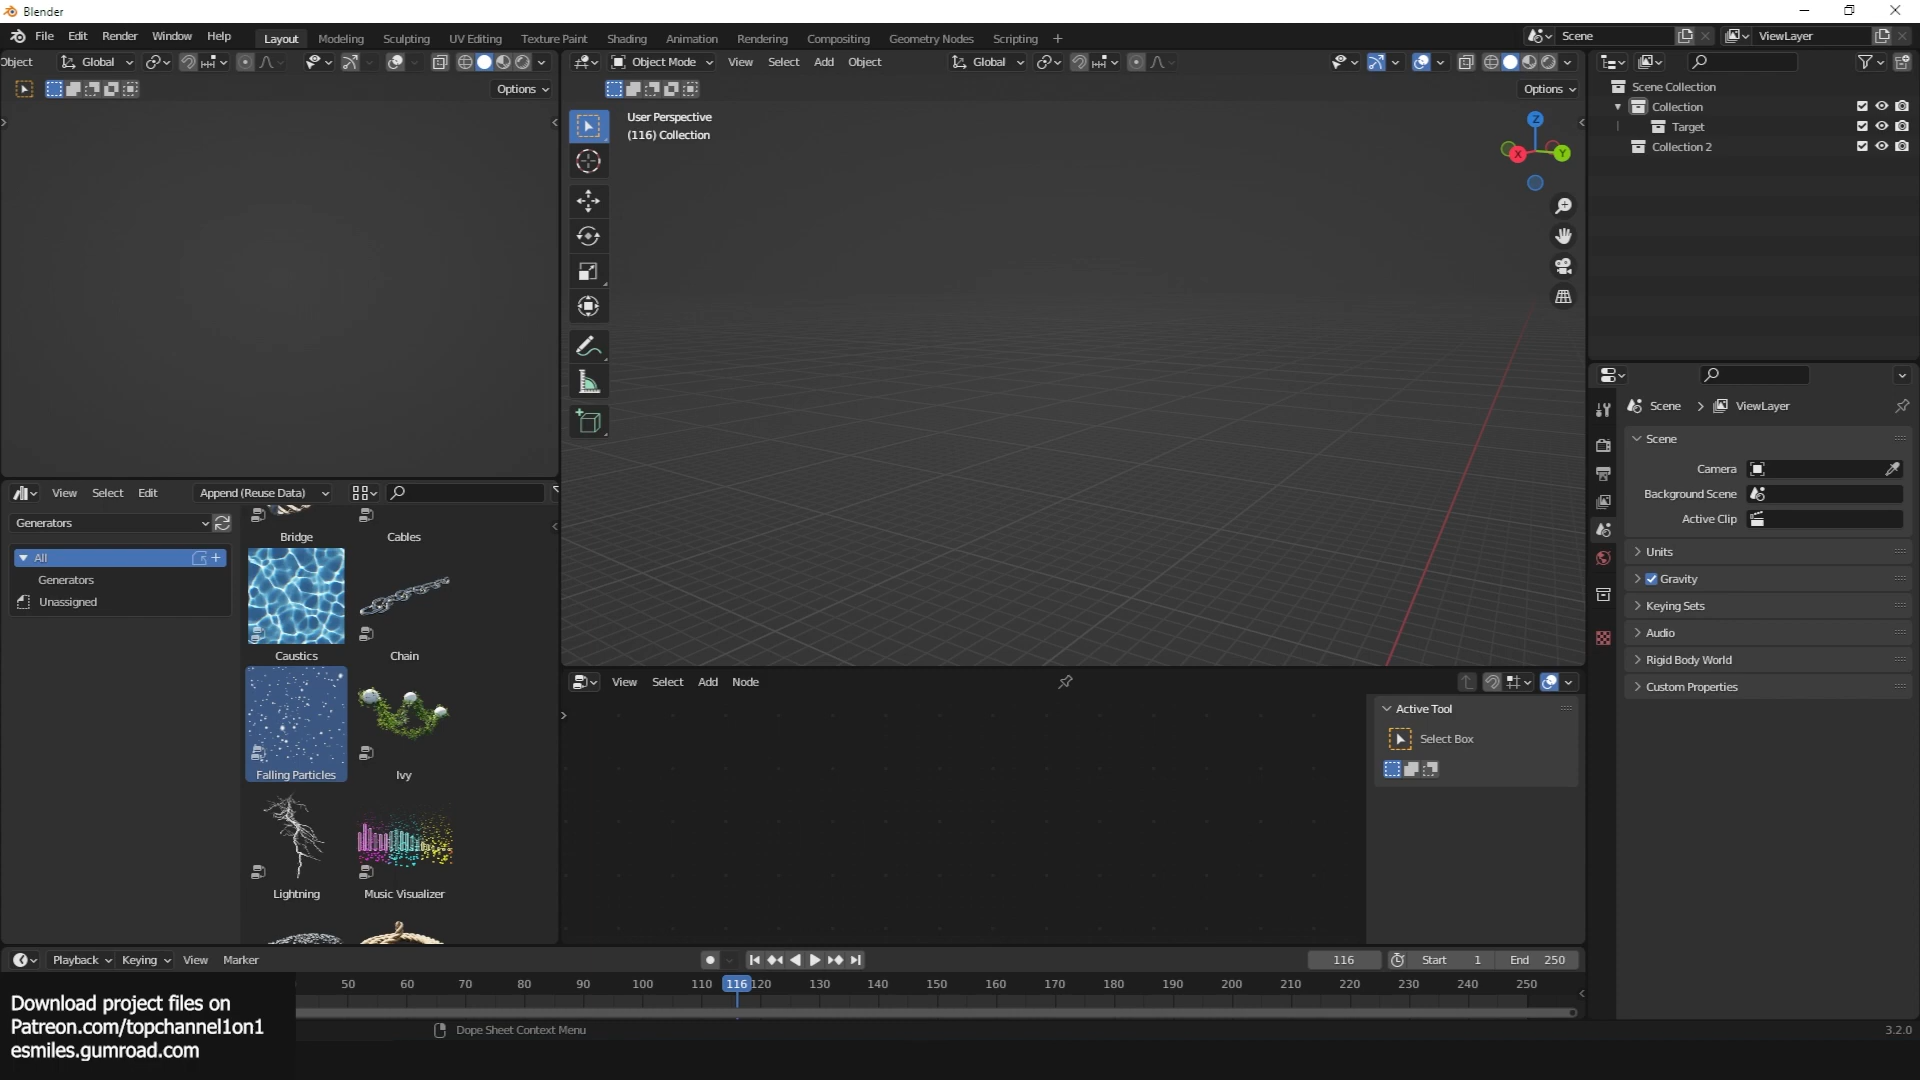 Blender
File Edit Render Window Help
Layout Modeling Sculpting UV Editing Texture Paint Shading Animation Rendering Compositing Geometry Nodes Scripting +
Scene
ViewLayer
Object Global
Options
Object Mode View Select Add Object Global
Options
User Perspective
(116) Collection
Z
X
Y
Scene Collection
Collection
Target
Collection 2
Scene > ViewLayer
Scene
Camera
Background Scene
Active Clip
Units
Gravity
Keying Sets
Audio
Rigid Body World
Custom Properties
View Select Edit Append (Reuse Data)
Generators
All
Generators
Unassigned
Bridge
Cables
Caustics
Chain
Falling Particles
Ivy
Lightning
Music Visualizer
View Select Add Node
Active Tool
Select Box
Playback Keying View Marker
116
Start 1
End 250
50 60 70 80 90 100 110 116 120 130 140 150 160 170 180 190 200 210 220 230 240 250
Download project files on
Patreon.com/topchannel1on1
esmiles.gumroad.com
Dope Sheet Context Menu
3.2.0